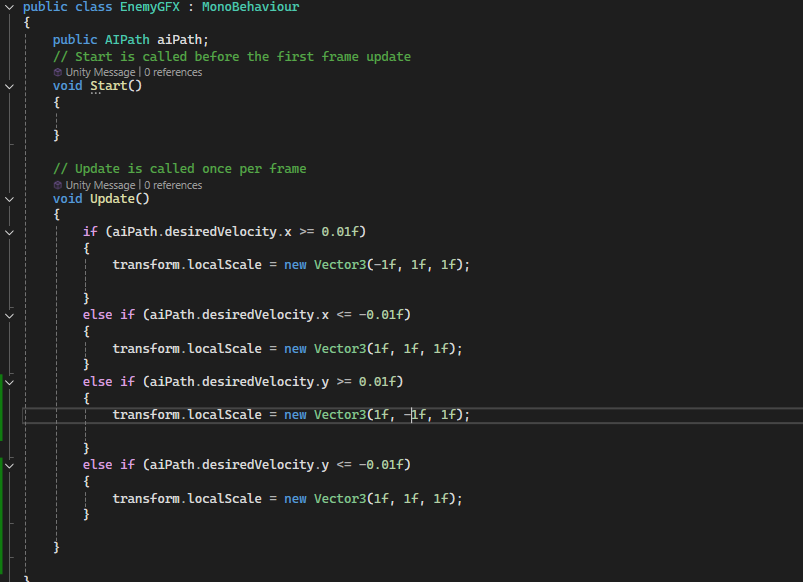 public class EnemyGFX : MonoBehaviour
{
    public AIPath aiPath;
    // Start is called before the first frame update
    Unity Message | 0 references
    void Start()
    {

    }

    // Update is called once per frame
    Unity Message | 0 references
    void Update()
    {
        if (aiPath.desiredVelocity.x >= 0.01f)
        {
            transform.localScale = new Vector3(-1f, 1f, 1f);

        }
        else if (aiPath.desiredVelocity.x <= -0.01f)
        {
            transform.localScale = new Vector3(1f, 1f, 1f);
        }
        else if (aiPath.desiredVelocity.y >= 0.01f)
        {
            transform.localScale = new Vector3(1f, -1f, 1f);

        }
        else if (aiPath.desiredVelocity.y <= -0.01f)
        {
            transform.localScale = new Vector3(1f, 1f, 1f);
        }

    }

}